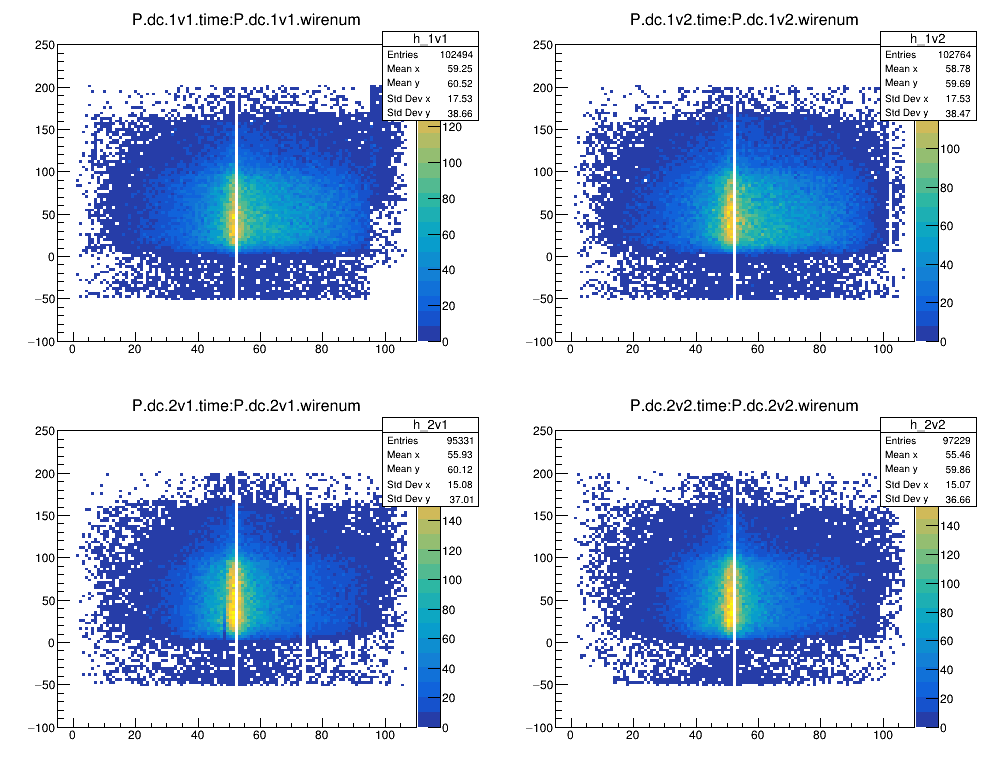 P.dc.1v1.time:P.dc.1v1.wirenum
h_1v1
Entries 102494
Mean x 59.25
Mean y 60.52
Std Dev x 17.53
Std Dev y 38.66
250
200
150
100
50
0
−50
−100
0 20 40 60 80 100
120
100
80
60
40
20
0
P.dc.1v2.time:P.dc.1v2.wirenum
h_1v2
Entries 102764
Mean x 58.78
Mean y 59.69
Std Dev x 17.53
Std Dev y 38.47
250
200
150
100
50
0
−50
−100
0 20 40 60 80 100
100
80
60
40
20
0
P.dc.2v1.time:P.dc.2v1.wirenum
h_2v1
Entries 95331
Mean x 55.93
Mean y 60.12
Std Dev x 15.08
Std Dev y 37.01
250
200
150
100
50
0
−50
−100
0 20 40 60 80 100
140
120
100
80
60
40
20
0
P.dc.2v2.time:P.dc.2v2.wirenum
h_2v2
Entries 97229
Mean x 55.46
Mean y 59.86
Std Dev x 15.07
Std Dev y 36.66
250
200
150
100
50
0
−50
−100
0 20 40 60 80 100
140
120
100
80
60
40
20
0